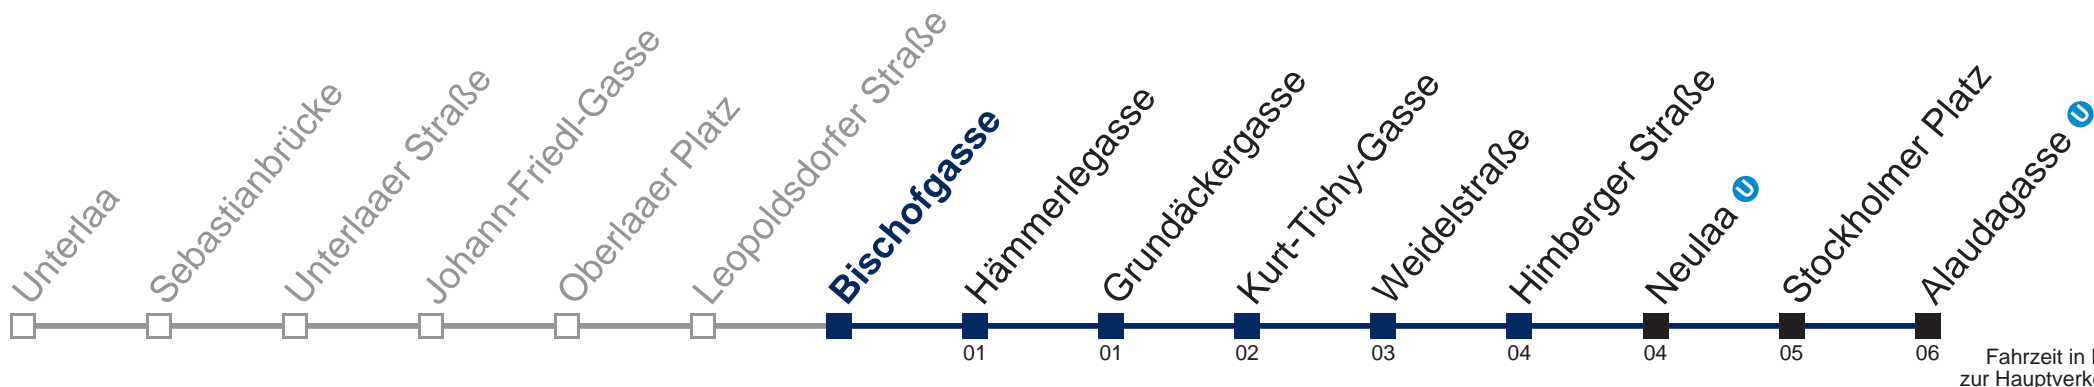 Unterlaa
Sebastianbrücke
Unterlaaer Straße
Johann-Friedl-Gasse
Oberlaaer Platz
Leopoldsdorfer Straße
Bischofgasse
Hämmerlegasse
Grundäckergasse
Kurt-Tichy-Gasse
Weidelstraße
Himberger Straße
Neulaa U
Stockholmer Platz
Alaudagasse U
01 01 02 03 04 04 05 06
Fahrzeit in
zur